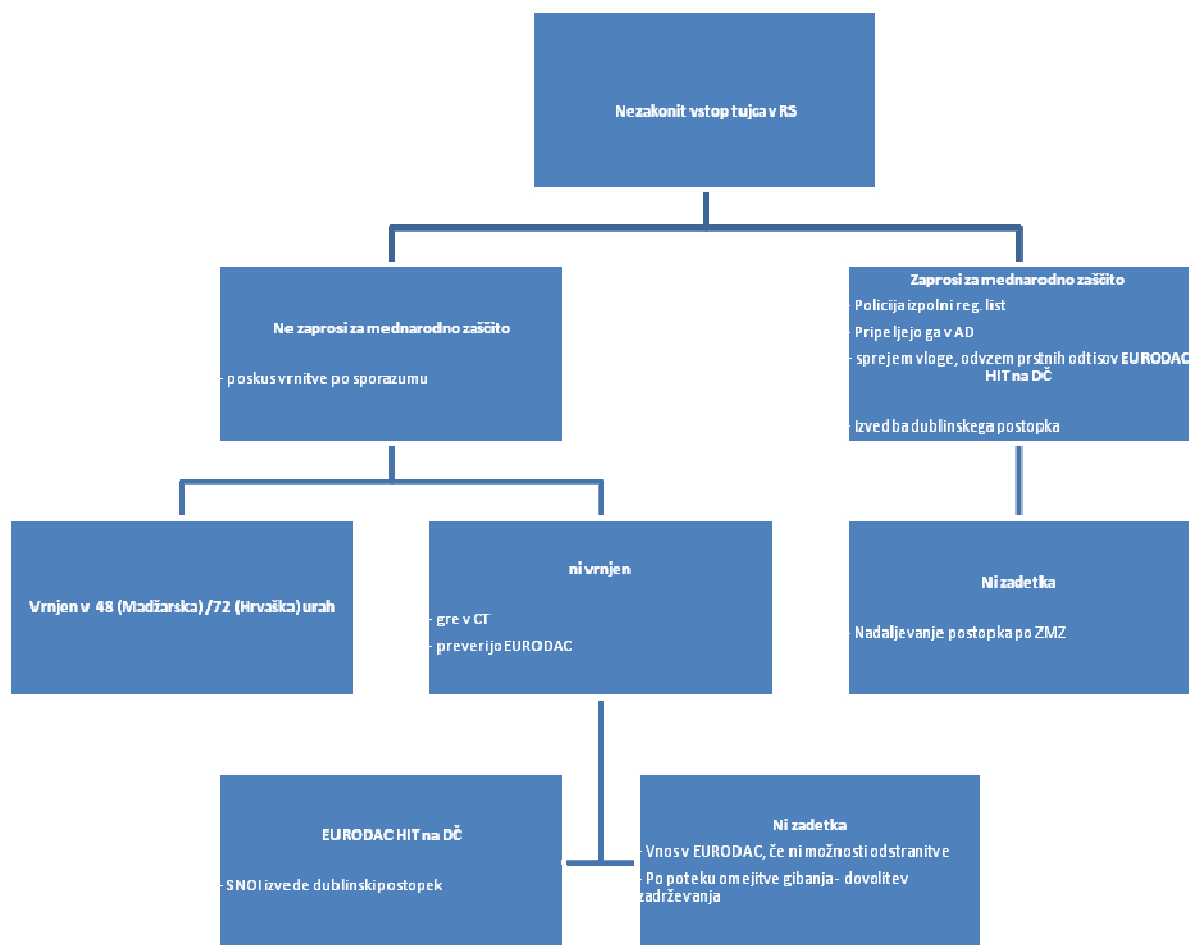 Nezakonit vstop tujca v RS
Ne zaprosi za mednarodno zaščito
- poskus vrnitve po sporazumu
Zaprosi za mednarodno zaščito
- Policija izpolni reg. list
- Pripeljejo ga v AD
- sprejem vloge, odvzem prstnih odtisov EURODAC
HIT na DČ
- Izvedba dublinskega postopka
Vrnjen v 48 (Madžarska) /72 (Hrvaška) urah
ni vrnjen
- gre v CT
- preverijo EURODAC
Ni zadetka
- Nadaljevanje postopka po ZMZ
EURODAC HIT na DČ
- SNOI izvede dublinski postopek
Ni zadetka
- Vnos v EURODAC, če ni možnosti odstranitve
- Po poteku omejitve gibanja - dovolitev
zadrževanja